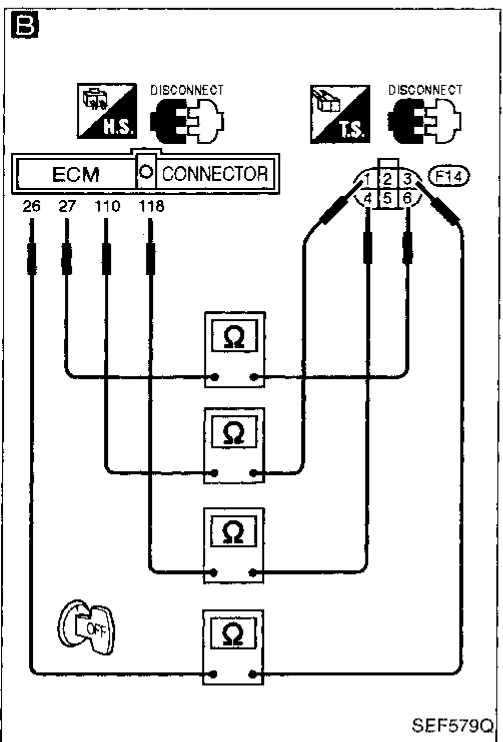 B
DISCONNECT
DISCONNECT
H.S.
T.S.
ECM
CONNECTOR
1 2 3
F14
4 5 6
26 27 110 118
Ω
Ω
Ω
OFF
Ω
SEF579Q